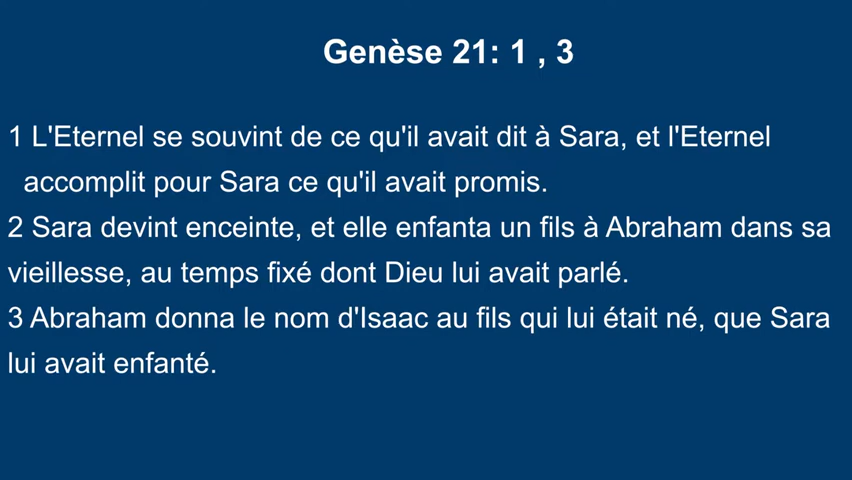 Genèse 21: 1 , 3
1 L'Eternel se souvint de ce qu'il avait dit à Sara, et l'Eternel
accomplit pour Sara ce qu'il avait promis.
2 Sara devint enceinte, et elle enfanta un fils à Abraham dans sa
vieillesse, au temps fixé dont Dieu lui avait parlé.
3 Abraham donna le nom d'Isaac au fils qui lui était né, que Sara
lui avait enfanté.